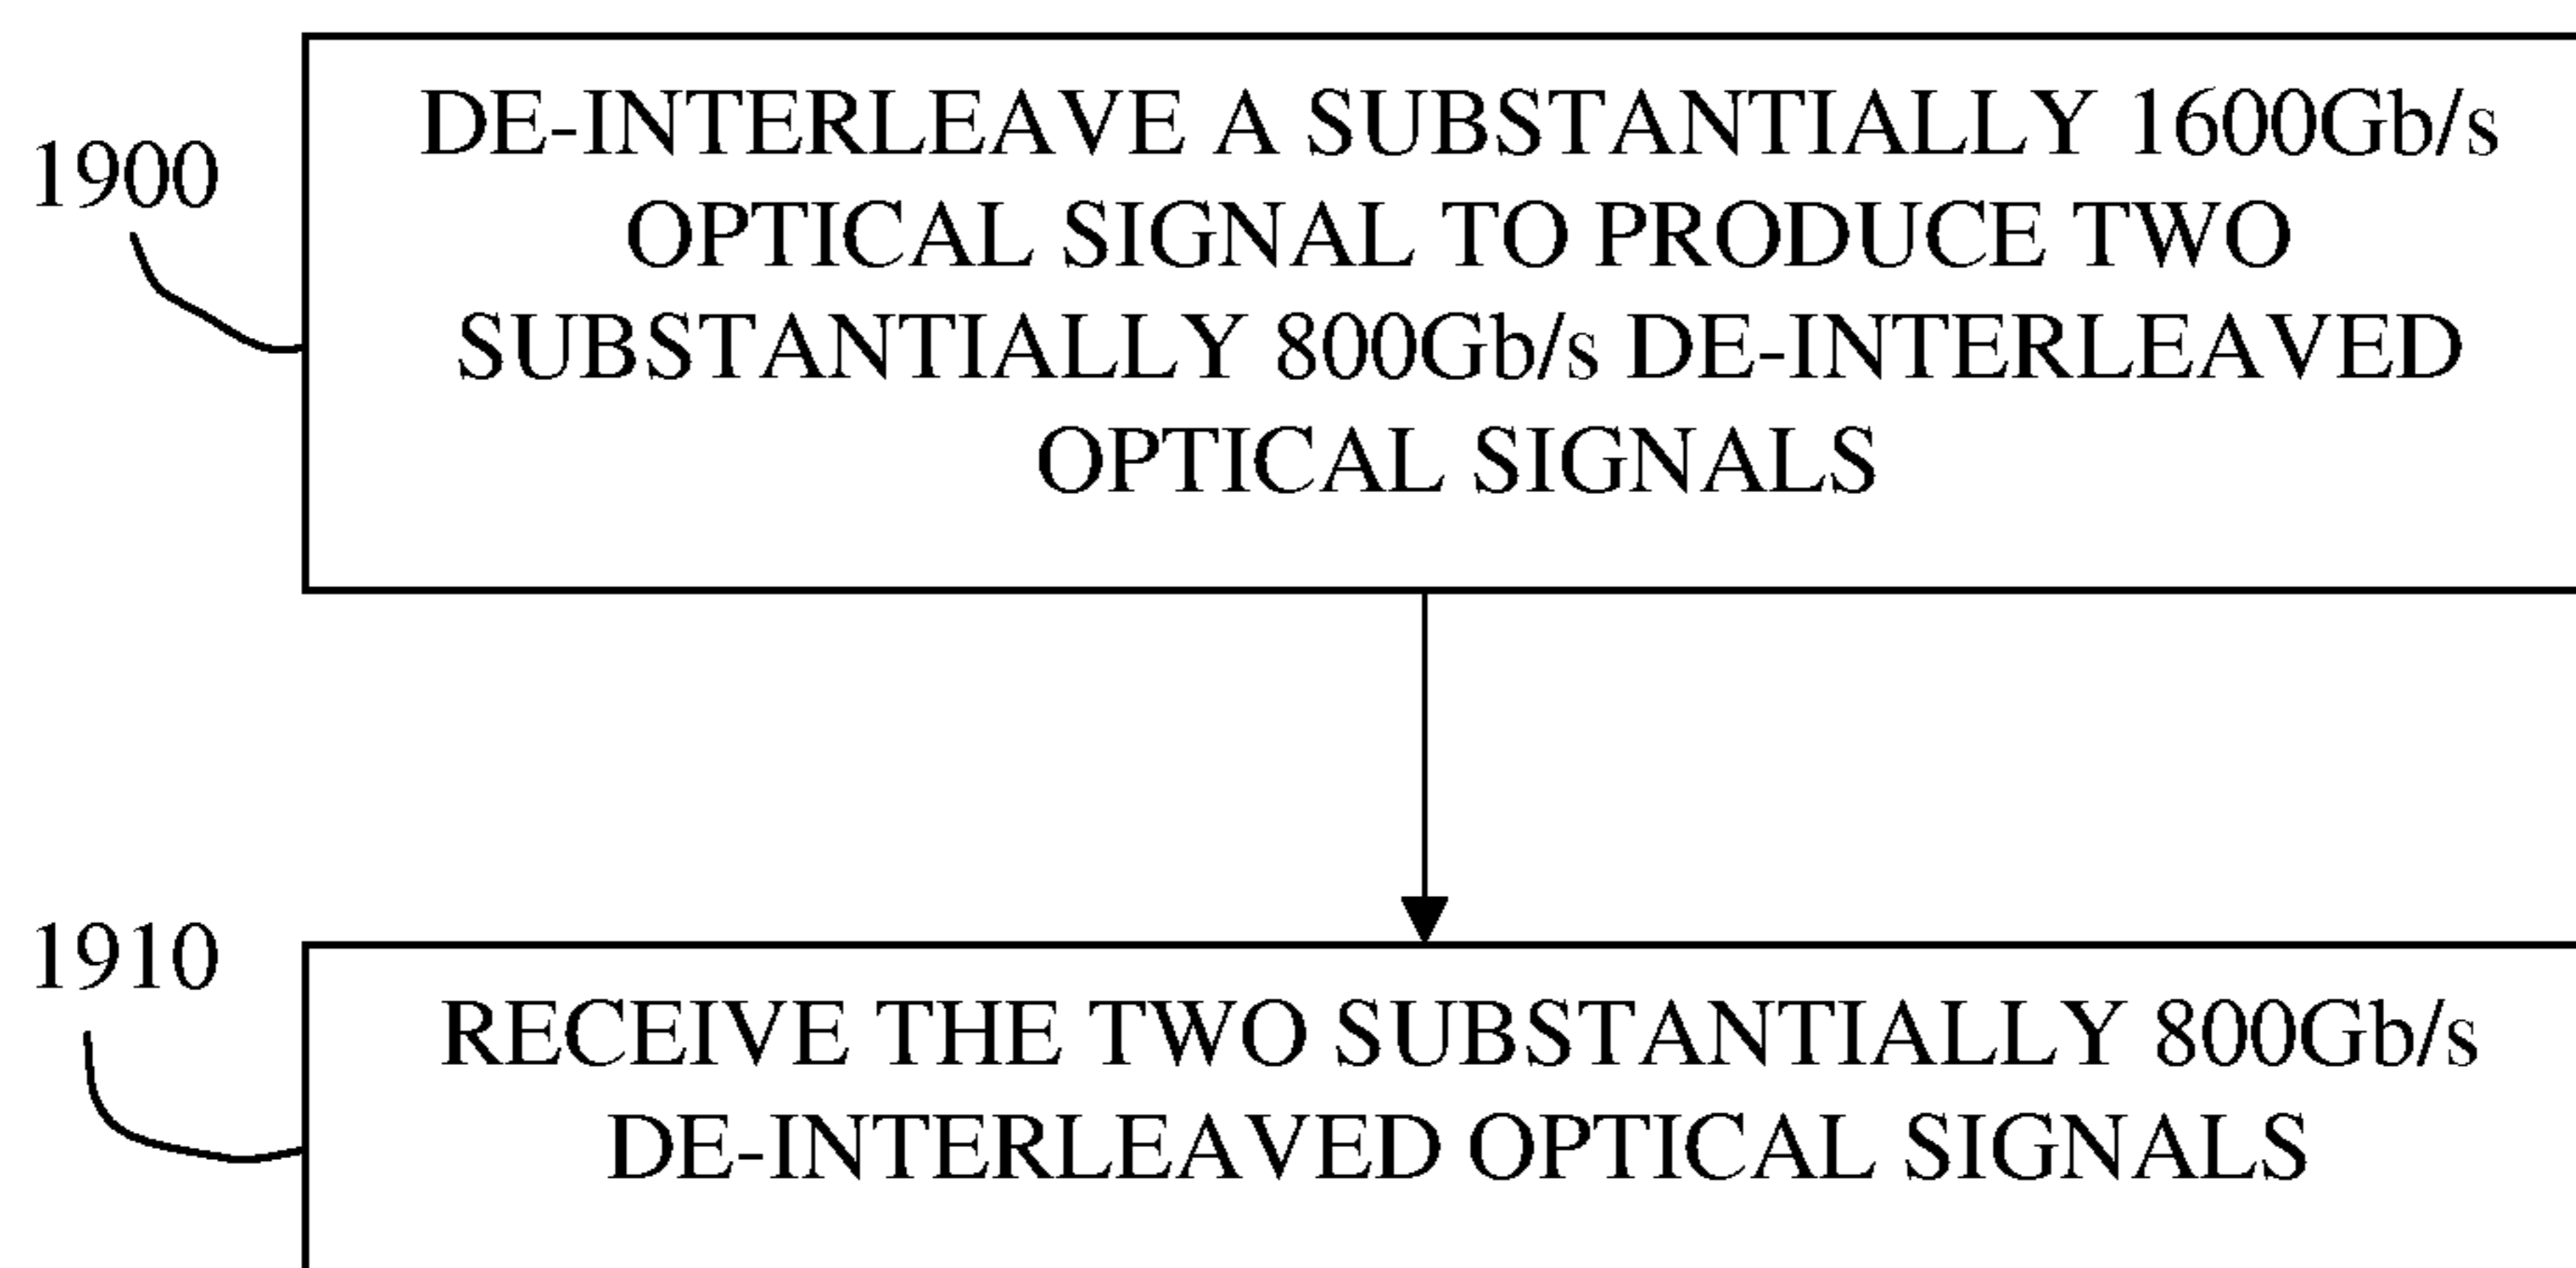 1900
DE-INTERLEAVE A SUBSTANTIALLY 1600Gb/s
OPTICAL SIGNAL TO PRODUCE TWO
SUBSTANTIALLY 800Gb/s DE-INTERLEAVED
OPTICAL SIGNALS
1910
RECEIVE THE TWO SUBSTANTIALLY 800Gb/s
DE-INTERLEAVED OPTICAL SIGNALS